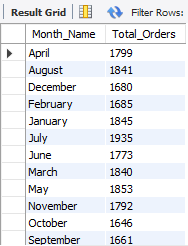 Result Grid Filter Rows:
Month_Name Total_Orders
April 1799
August 1841
December 1680
February 1685
January 1845
July 1935
June 1773
March 1840
May 1853
November 1792
October 1646
September 1661